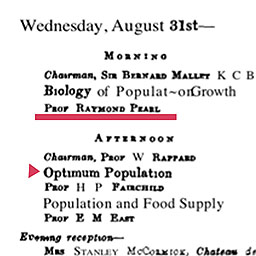 Wednesday, August 31st—
MORNING
Chairman, SIR BERNARD MALLET K C B
Biology of Populat~onGrowth
PROF RAYMOND PEARL
AFTERNOON
Chairman, PROF W RAPPARD
Optimum Population
PROF H P FAIRCHILD
Population and Food Supply
PROF E M EAST
Evening reception—
MRS STANLEY MCCORMICK, Chateau de